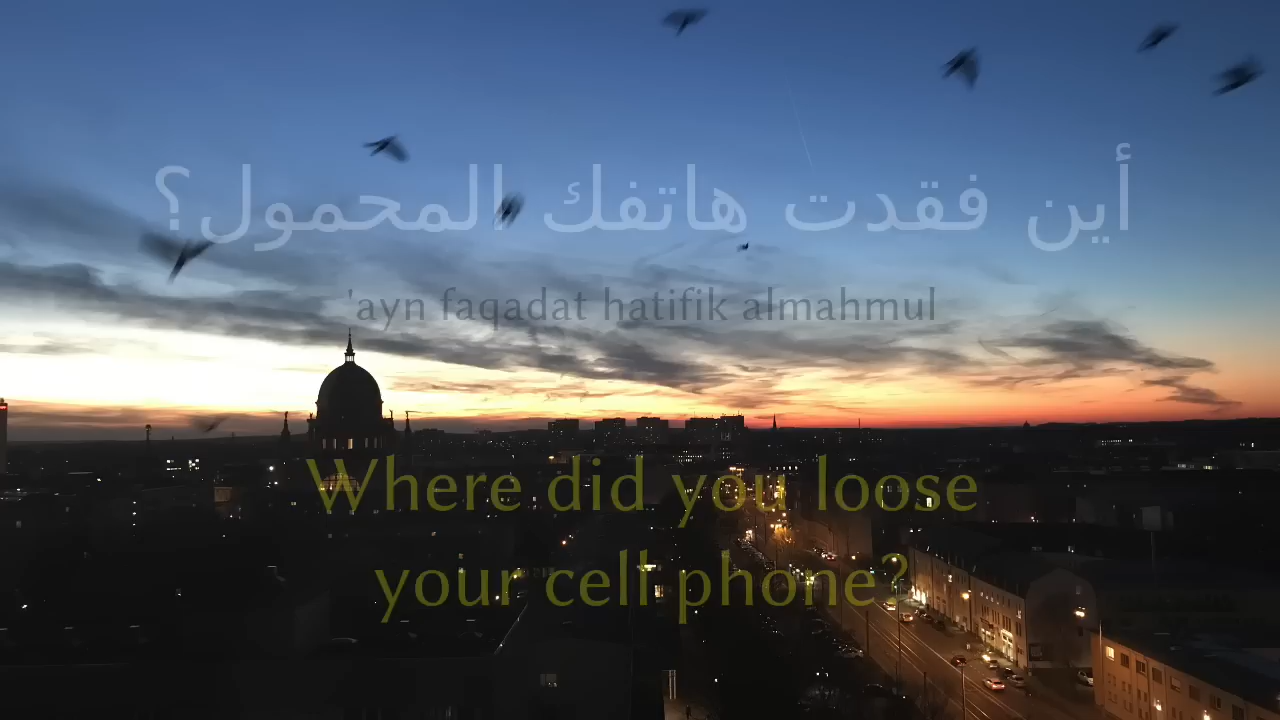 أين فقدت هاتفك المحمول؟
'ayn faqadat hatifik almahmul
Where did you loose
your cell phone?